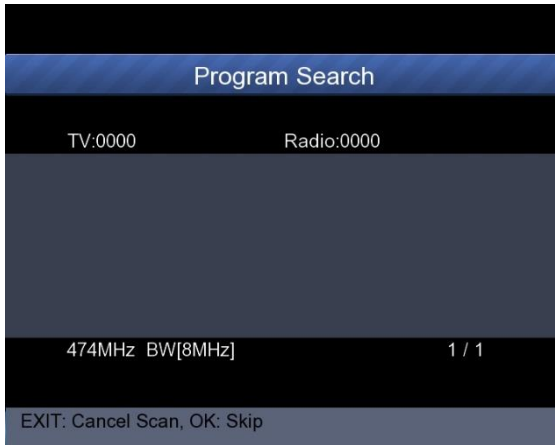 Program Search
TV:0000 Radio:0000
474MHz BW[8MHz] 1 / 1
EXIT: Cancel Scan, OK: Skip